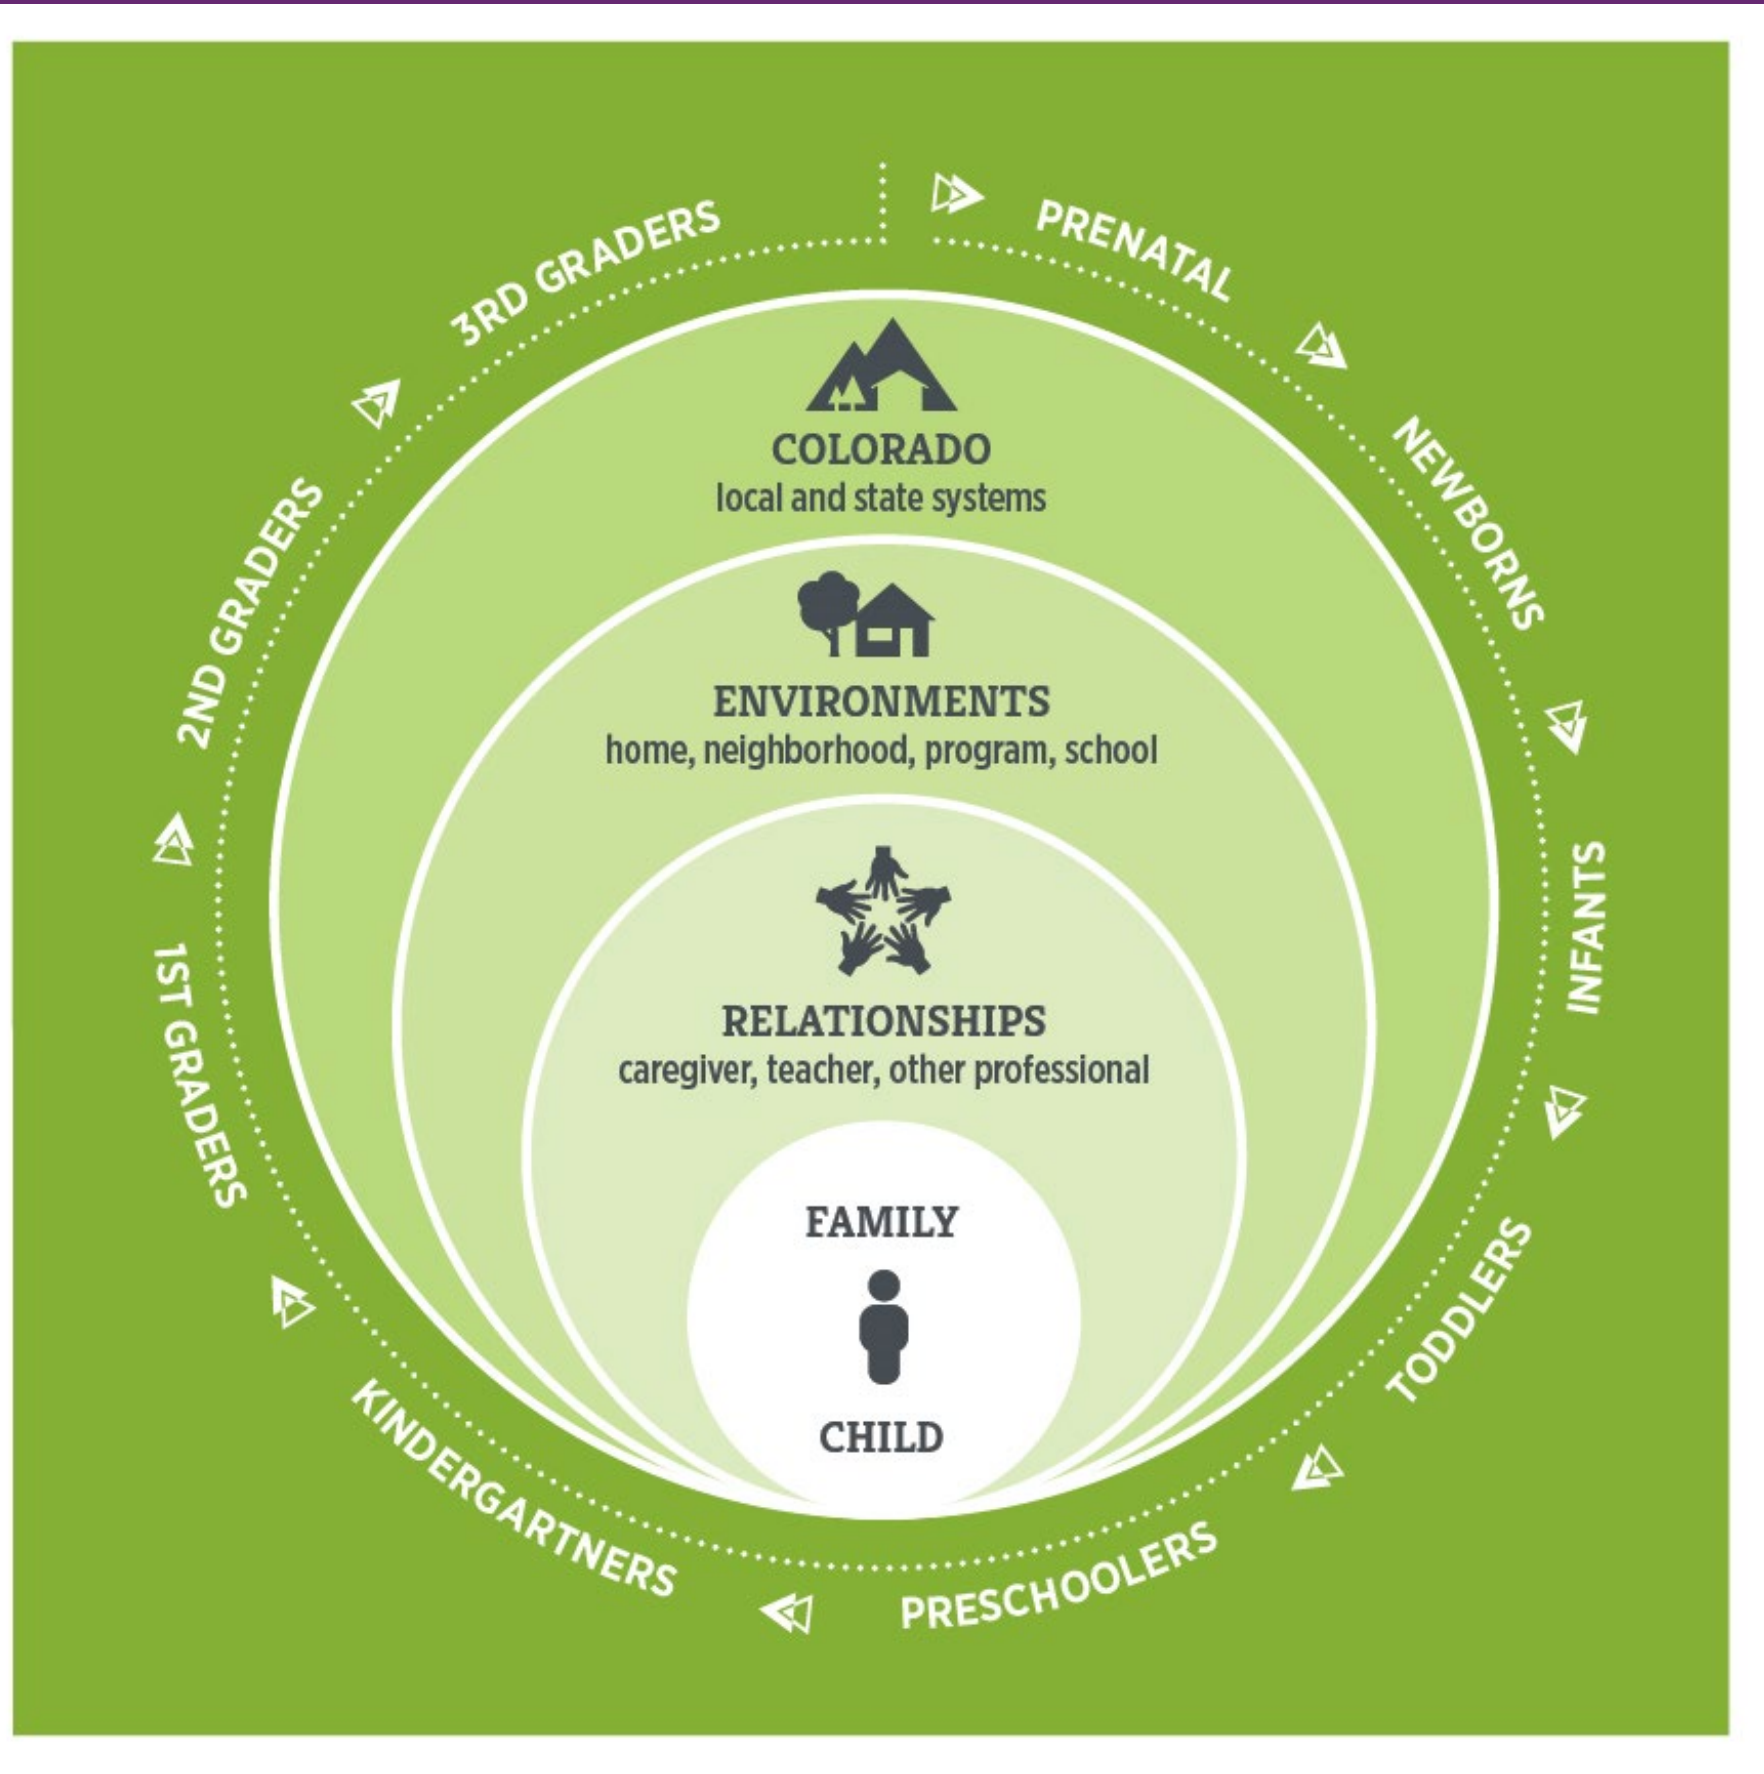 PRENATAL
NEWBORNS
INFANTS
TODDLERS
PRESCHOOLERS
KINDERGARTNERS
1ST GRADERS
2ND GRADERS
3RD GRADERS
COLORADO
local and state systems
ENVIRONMENTS
home, neighborhood, program, school
RELATIONSHIPS
caregiver, teacher, other professional
FAMILY
CHILD